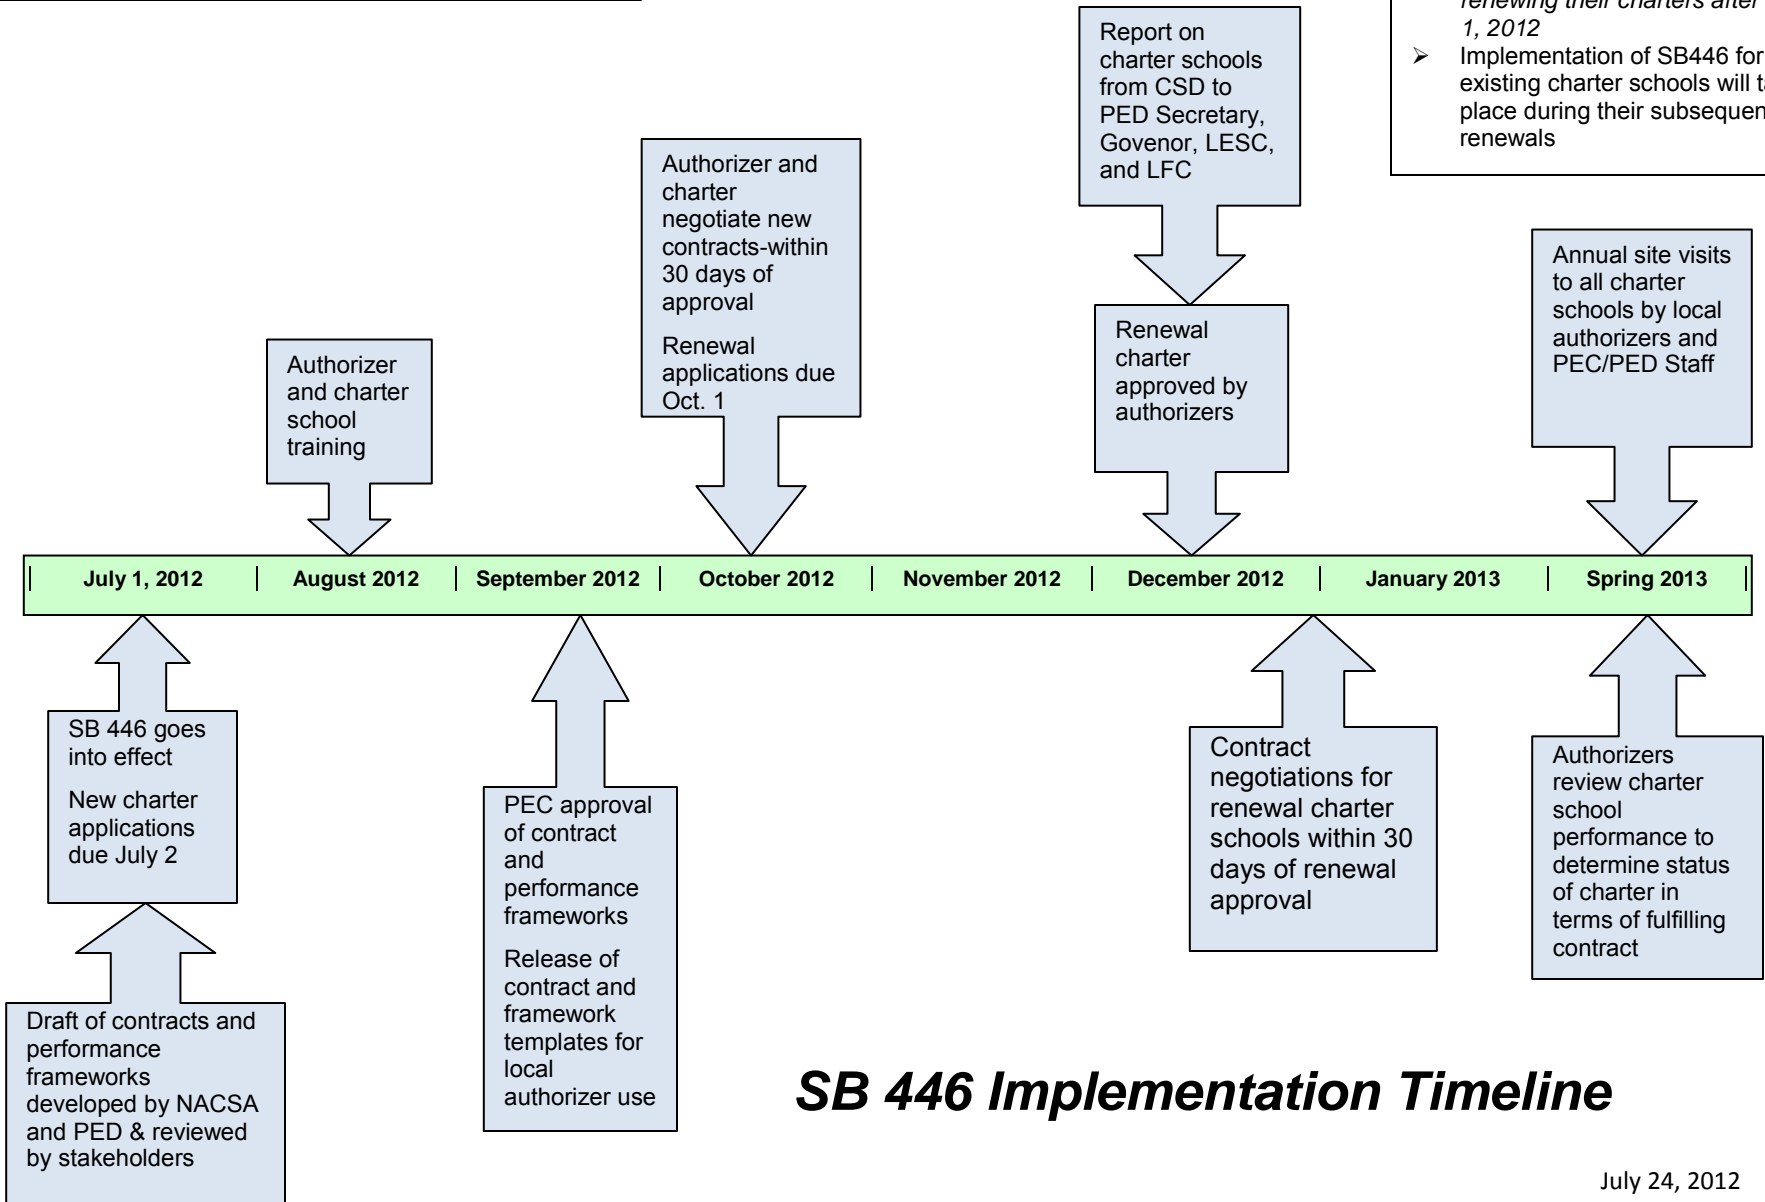 renewing their charters after
1, 2012
➢ Implementation of SB446 for
existing charter schools will
place during their subsequent
renewals
Report on
charter schools
from CSD to
PED Secretary,
Govenor, LESC,
and LFC
Authorizer and
charter
negotiate new
contracts-within
30 days of
approval
Renewal
applications due
Oct. 1
Annual site visits
to all charter
schools by local
authorizers and
PEC/PED Staff
Renewal
charter
approved by
authorizers
Authorizer
and charter
school
training
July 1, 2012 August 2012 September 2012 October 2012 November 2012 December 2012 January 2013 Spring 2013
SB 446 goes
into effect
New charter
applications
due July 2
PEC approval
of contract
and
performance
frameworks
Release of
contract and
framework
templates for
local
authorizer use
Contract
negotiations for
renewal charter
schools within 30
days of renewal
approval
Authorizers
review charter
school
performance to
determine status
of charter in
terms of fulfilling
contract
Draft of contracts and
performance
frameworks
developed by NACSA
and PED & reviewed
by stakeholders
SB 446 Implementation Timeline
July 24, 2012